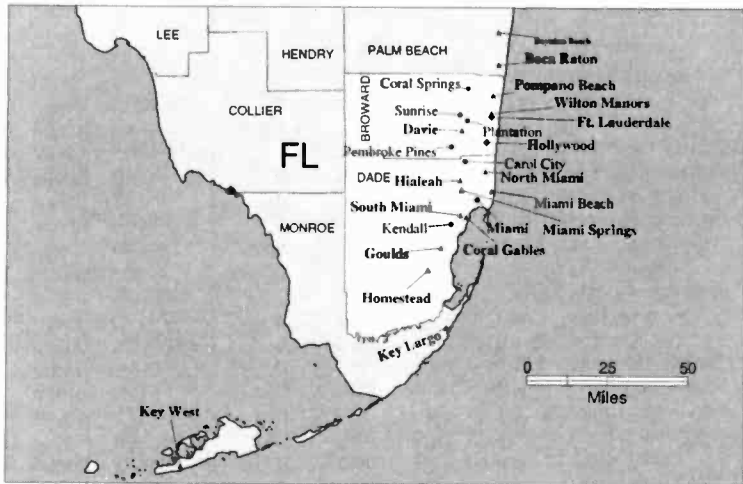 LEE
HENDRY
PALM BEACH
Boynton Beach
Boca Raton
Coral Springs
Pompano Beach
COLLIER
BROWARD
Wilton Manors
Sunrise
Ft. Lauderdale
Davie
Plantation
FL
Pembroke Pines
Hollywood
Carol City
DADE
Hialeah
North Miami
MONROE
South Miami
Miami Beach
Kendall
Miami
Miami Springs
Goulds
Coral Gables
Homestead
Key Largo
0 25 50
Miles
Key West